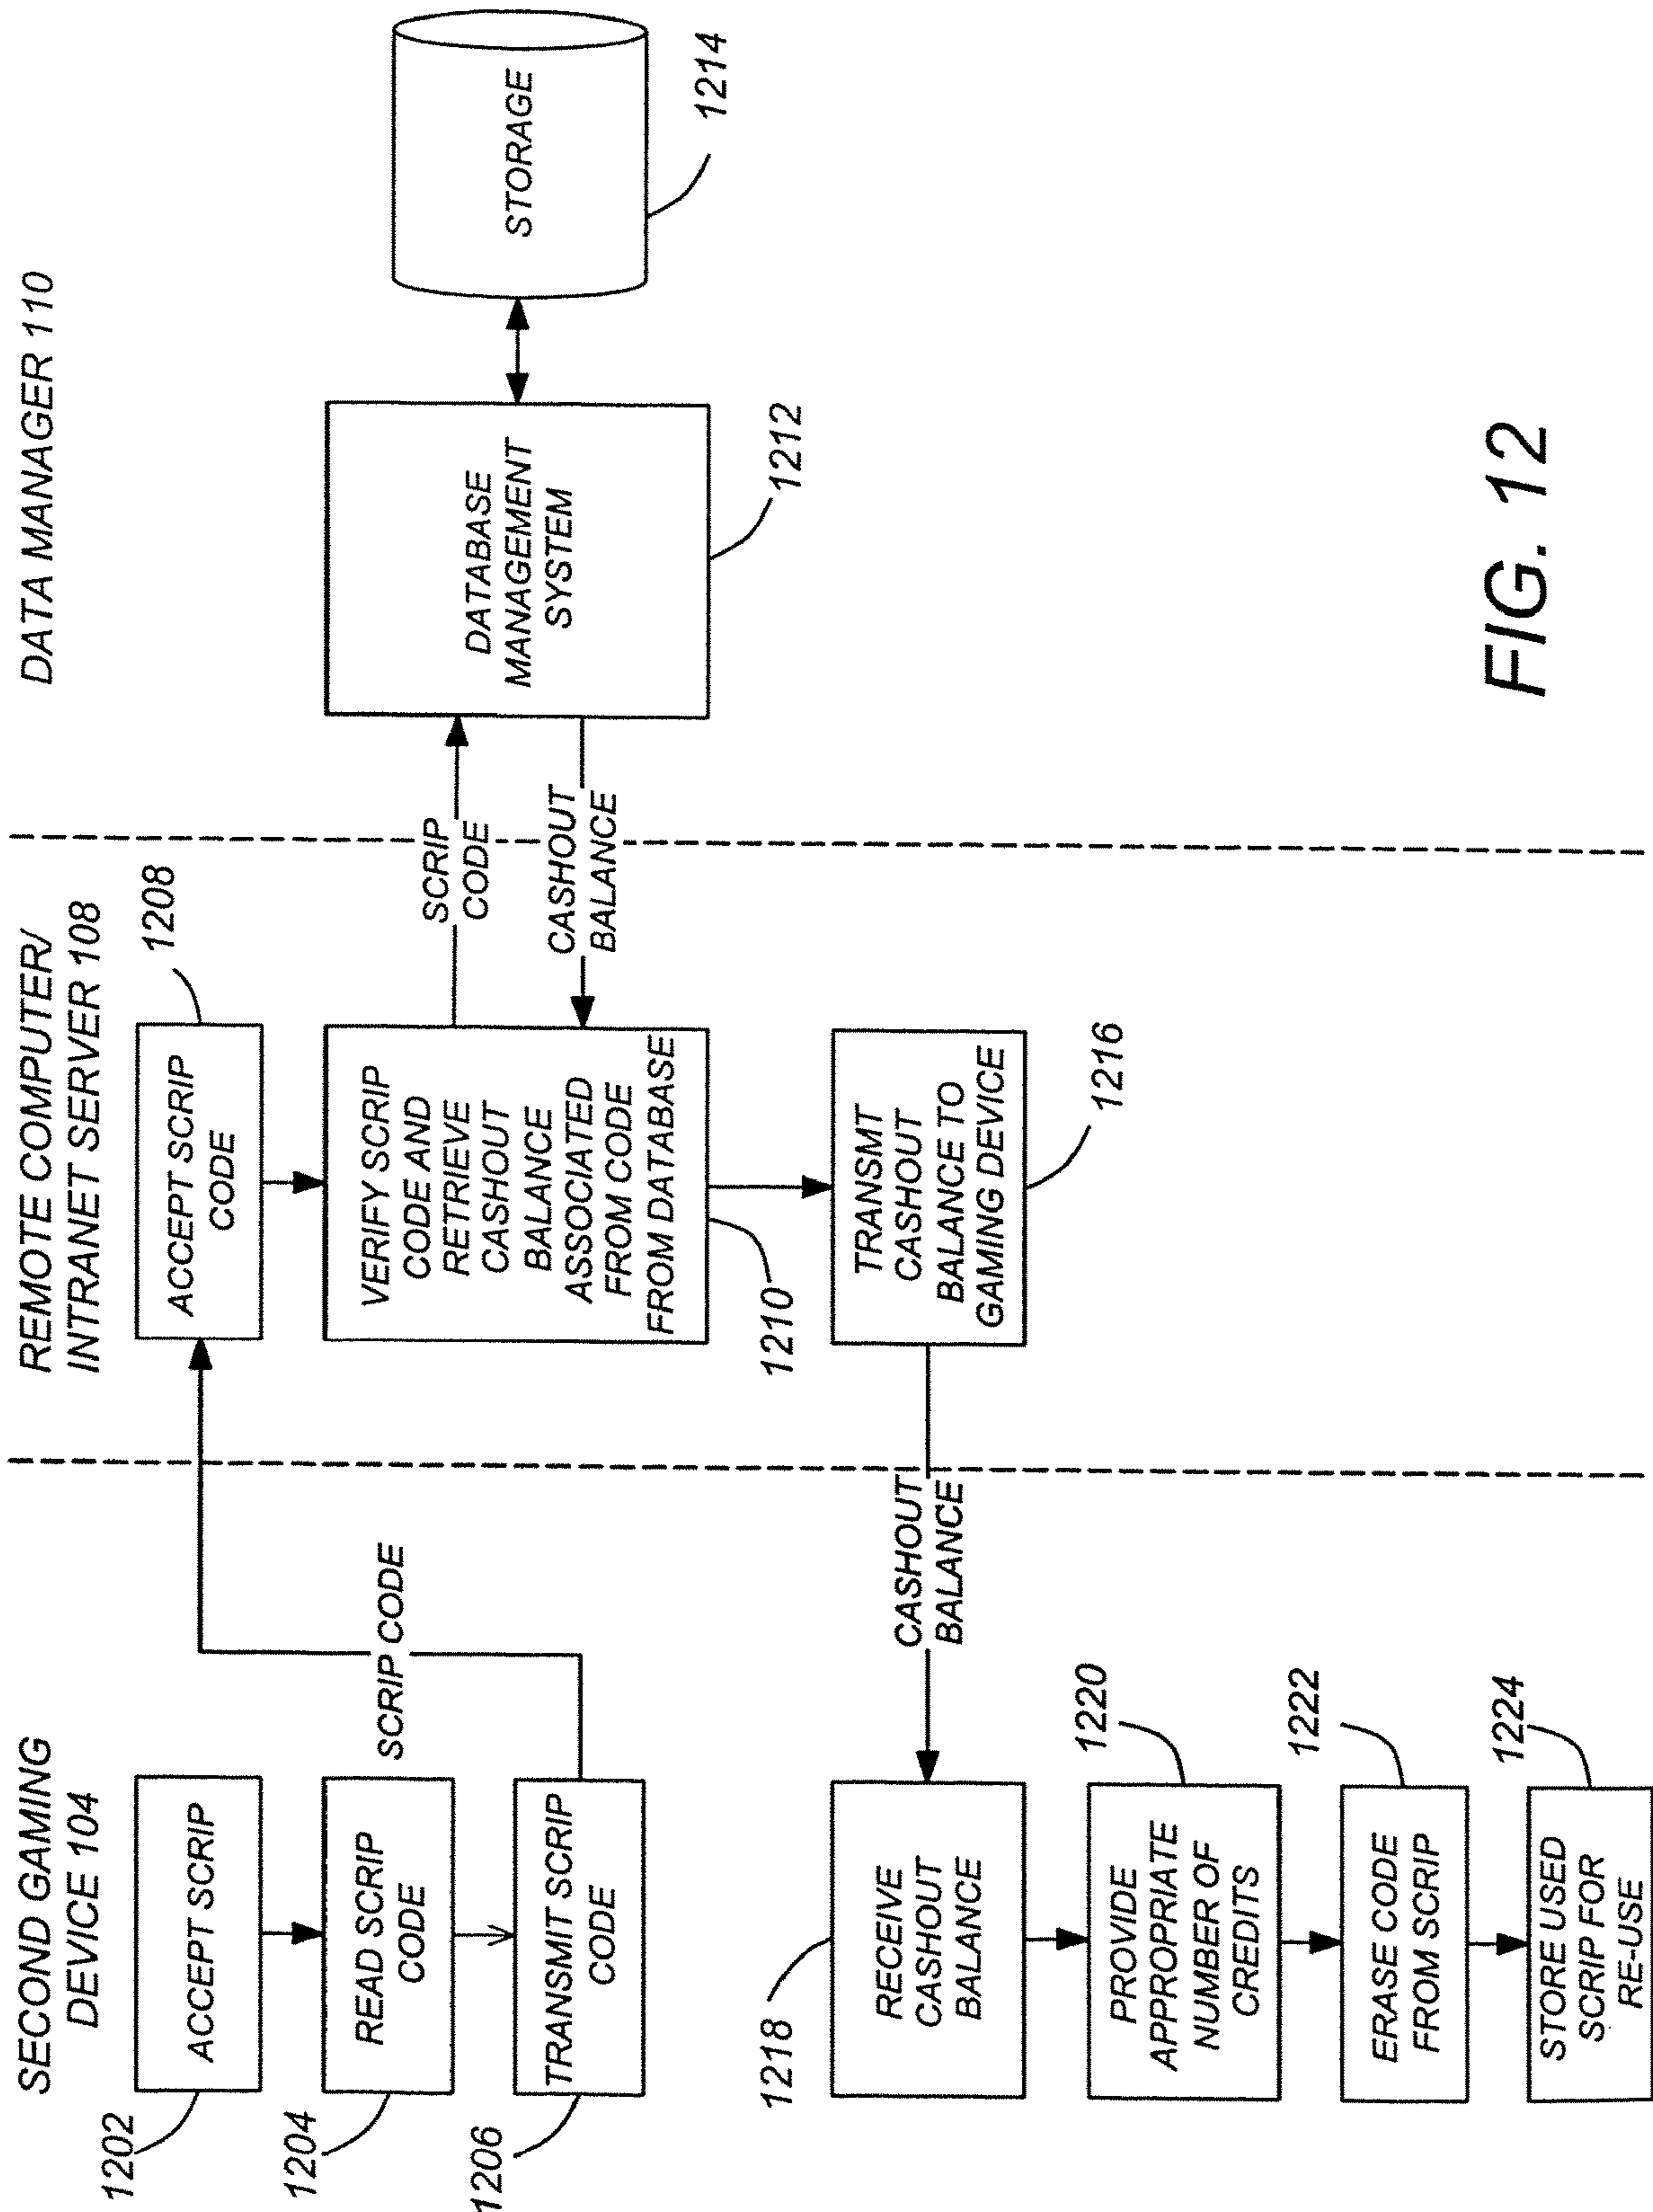 SECOND GAMING
DEVICE 104
1202
ACCEPT SCRIP
1204
READ SCRIP
CODE
1206
TRANSMIT SCRIP
CODE
SCRIP CODE
1218
RECEIVE
CASHOUT
BALANCE
1220
PROVIDE
APPROPRIATE
NUMBER OF
CREDITS
1222
ERASE CODE
FROM SCRIP
1224
STORE USED
SCRIP FOR
RE-USE
REMOTE COMPUTER/
INTRANET SERVER 108
1208
ACCEPT SCRIP
CODE
VERIFY SCRIP
CODE AND
RETRIEVE
CASHOUT
BALANCE
ASSOCIATED
FROM CODE
FROM DATABASE
1210
TRANSMT
CASHOUT
BALANCE TO
GAMING DEVICE
1216
CASHOUT
BALANCE
DATA MANAGER 110
SCRIP
CODE
CASHOUT
BALANCE
DATABASE
MANAGEMENT
SYSTEM
1212
STORAGE
1214
FIG. 12